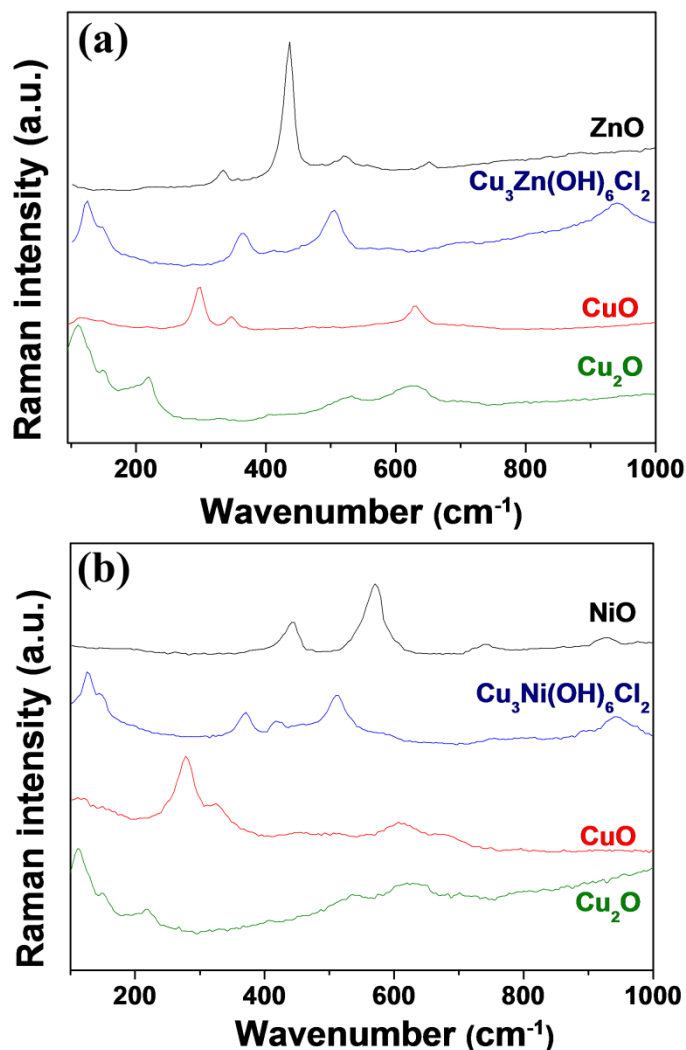 (a)
Raman intensity (a.u.)
ZnO
Cu₃Zn(OH)₆Cl₂
CuO
Cu₂O
200 400 600 800 1000
Wavenumber (cm⁻¹)
(b)
Raman intensity (a.u.)
NiO
Cu₃Ni(OH)₆Cl₂
CuO
Cu₂O
200 400 600 800 1000
Wavenumber (cm⁻¹)